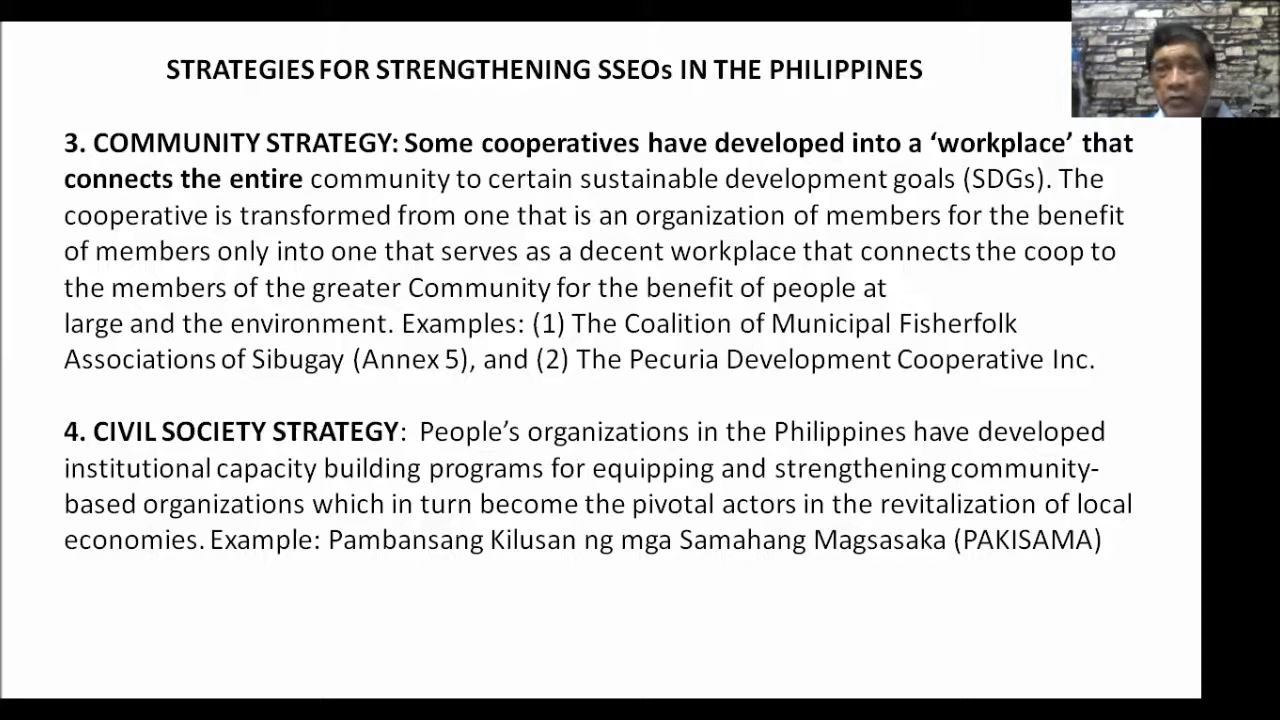 STRATEGIES FOR STRENGTHENING SSEOs IN THE PHILIPPINES
3. COMMUNITY STRATEGY: Some cooperatives have developed into a ‘workplace’ that
connects the entire community to certain sustainable development goals (SDGs). The
cooperative is transformed from one that is an organization of members for the benefit
of members only into one that serves as a decent workplace that connects the coop to
the members of the greater Community for the benefit of people at
large and the environment. Examples: (1) The Coalition of Municipal Fisherfolk
Associations of Sibugay (Annex 5), and (2) The Pecuria Development Cooperative Inc.
4. CIVIL SOCIETY STRATEGY: People’s organizations in the Philippines have developed
institutional capacity building programs for equipping and strengthening community-
based organizations which in turn become the pivotal actors in the revitalization of local
economies. Example: Pambansang Kilusan ng mga Samahang Magsasaka (PAKISAMA)